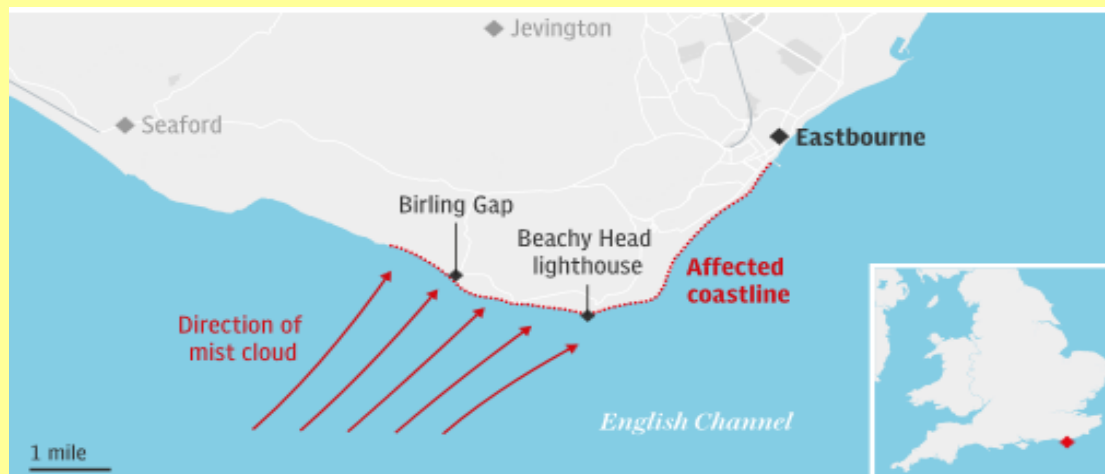 Jevington
Seaford
Eastbourne
Birling Gap
Beachy Head
lighthouse
Affected
coastline
Direction of
mist cloud
English Channel
1 mile